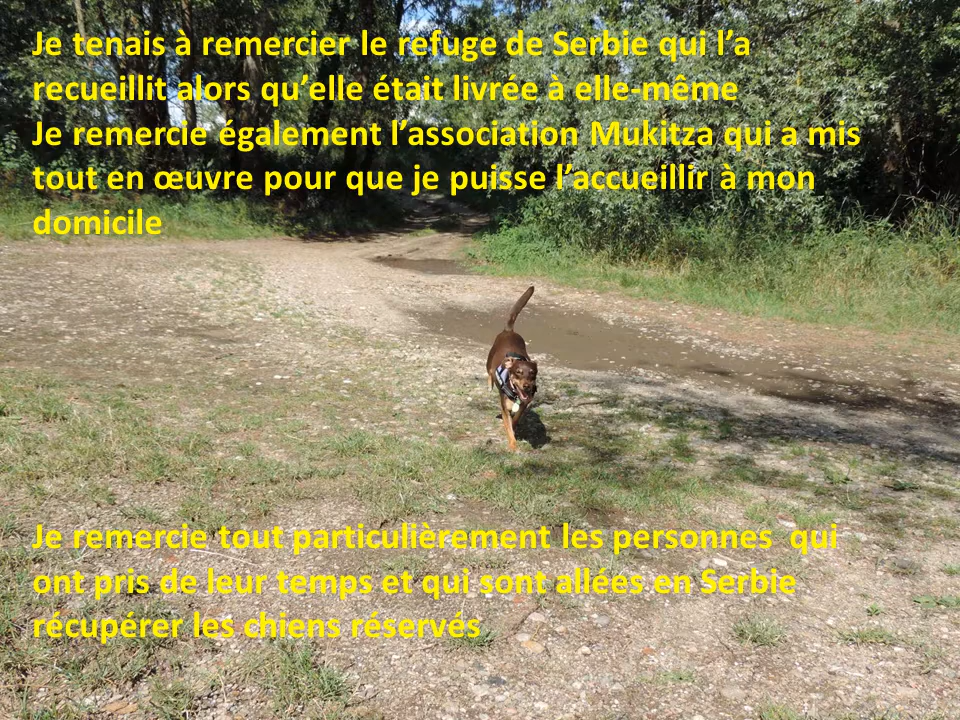 Je tenais à remercier le refuge de Serbie qui l’a
recueillit alors qu’elle était livrée à elle-même
Je remercie également l’association Mukitza qui a mis
tout en œuvre pour que je puisse l’accueillir à mon
domicile
Je remercie tout particulièrement les personnes  qui
ont pris de leur temps et qui sont allées en Serbie
récupérer les chiens réservés